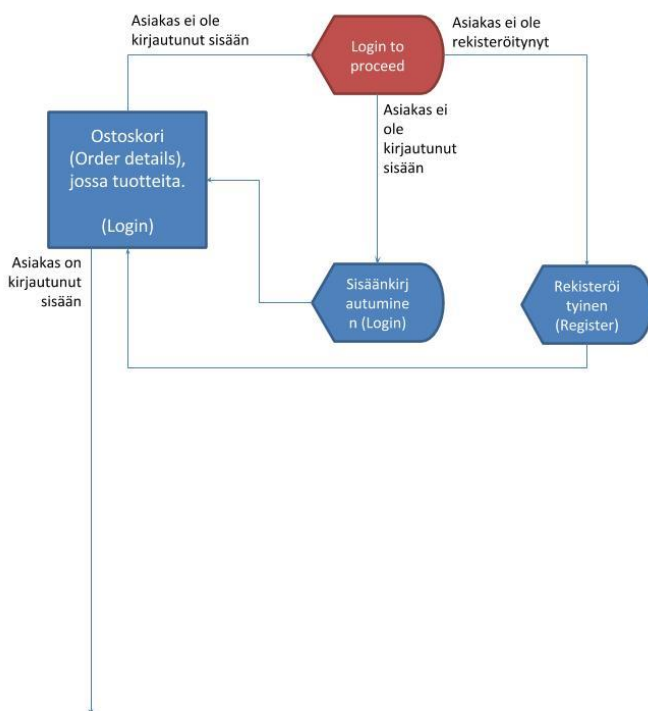 Asiakas ei ole
kirjautunut sisään
Login to
proceed
Asiakas ei ole
rekisteröitynyt
Asiakas ei
ole
kirjautunut
sisään
Ostoskori
(Order details),
jossa tuotteita.
(Login)
Asiakas on
kirjautunut
sisään
Sisäänkirj
autumine
n (Login)
Rekisteröi
tyinen
(Register)